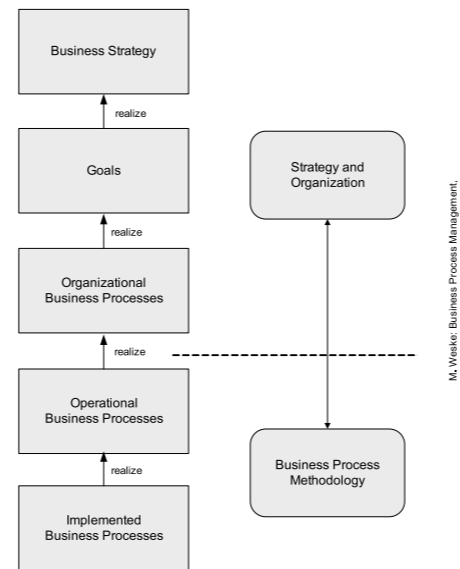 Business Strategy
realize
Goals
realize
Organizational
Business Processes
realize
Operational
Business Processes
realize
Implemented
Business Processes
Strategy and
Organization
Business Process
Methodology
M. Weske: Business Process Management,